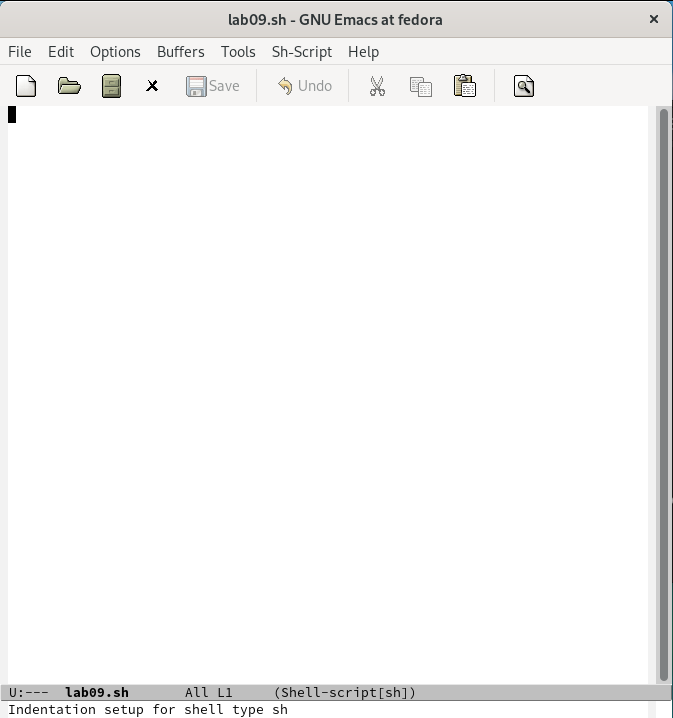 lab09.sh - GNU Emacs at fedora
File Edit Options Buffers Tools Sh-Script Help
Save Undo
U:--- lab09.sh All L1 (Shell-script[sh])
Indentation setup for shell type sh